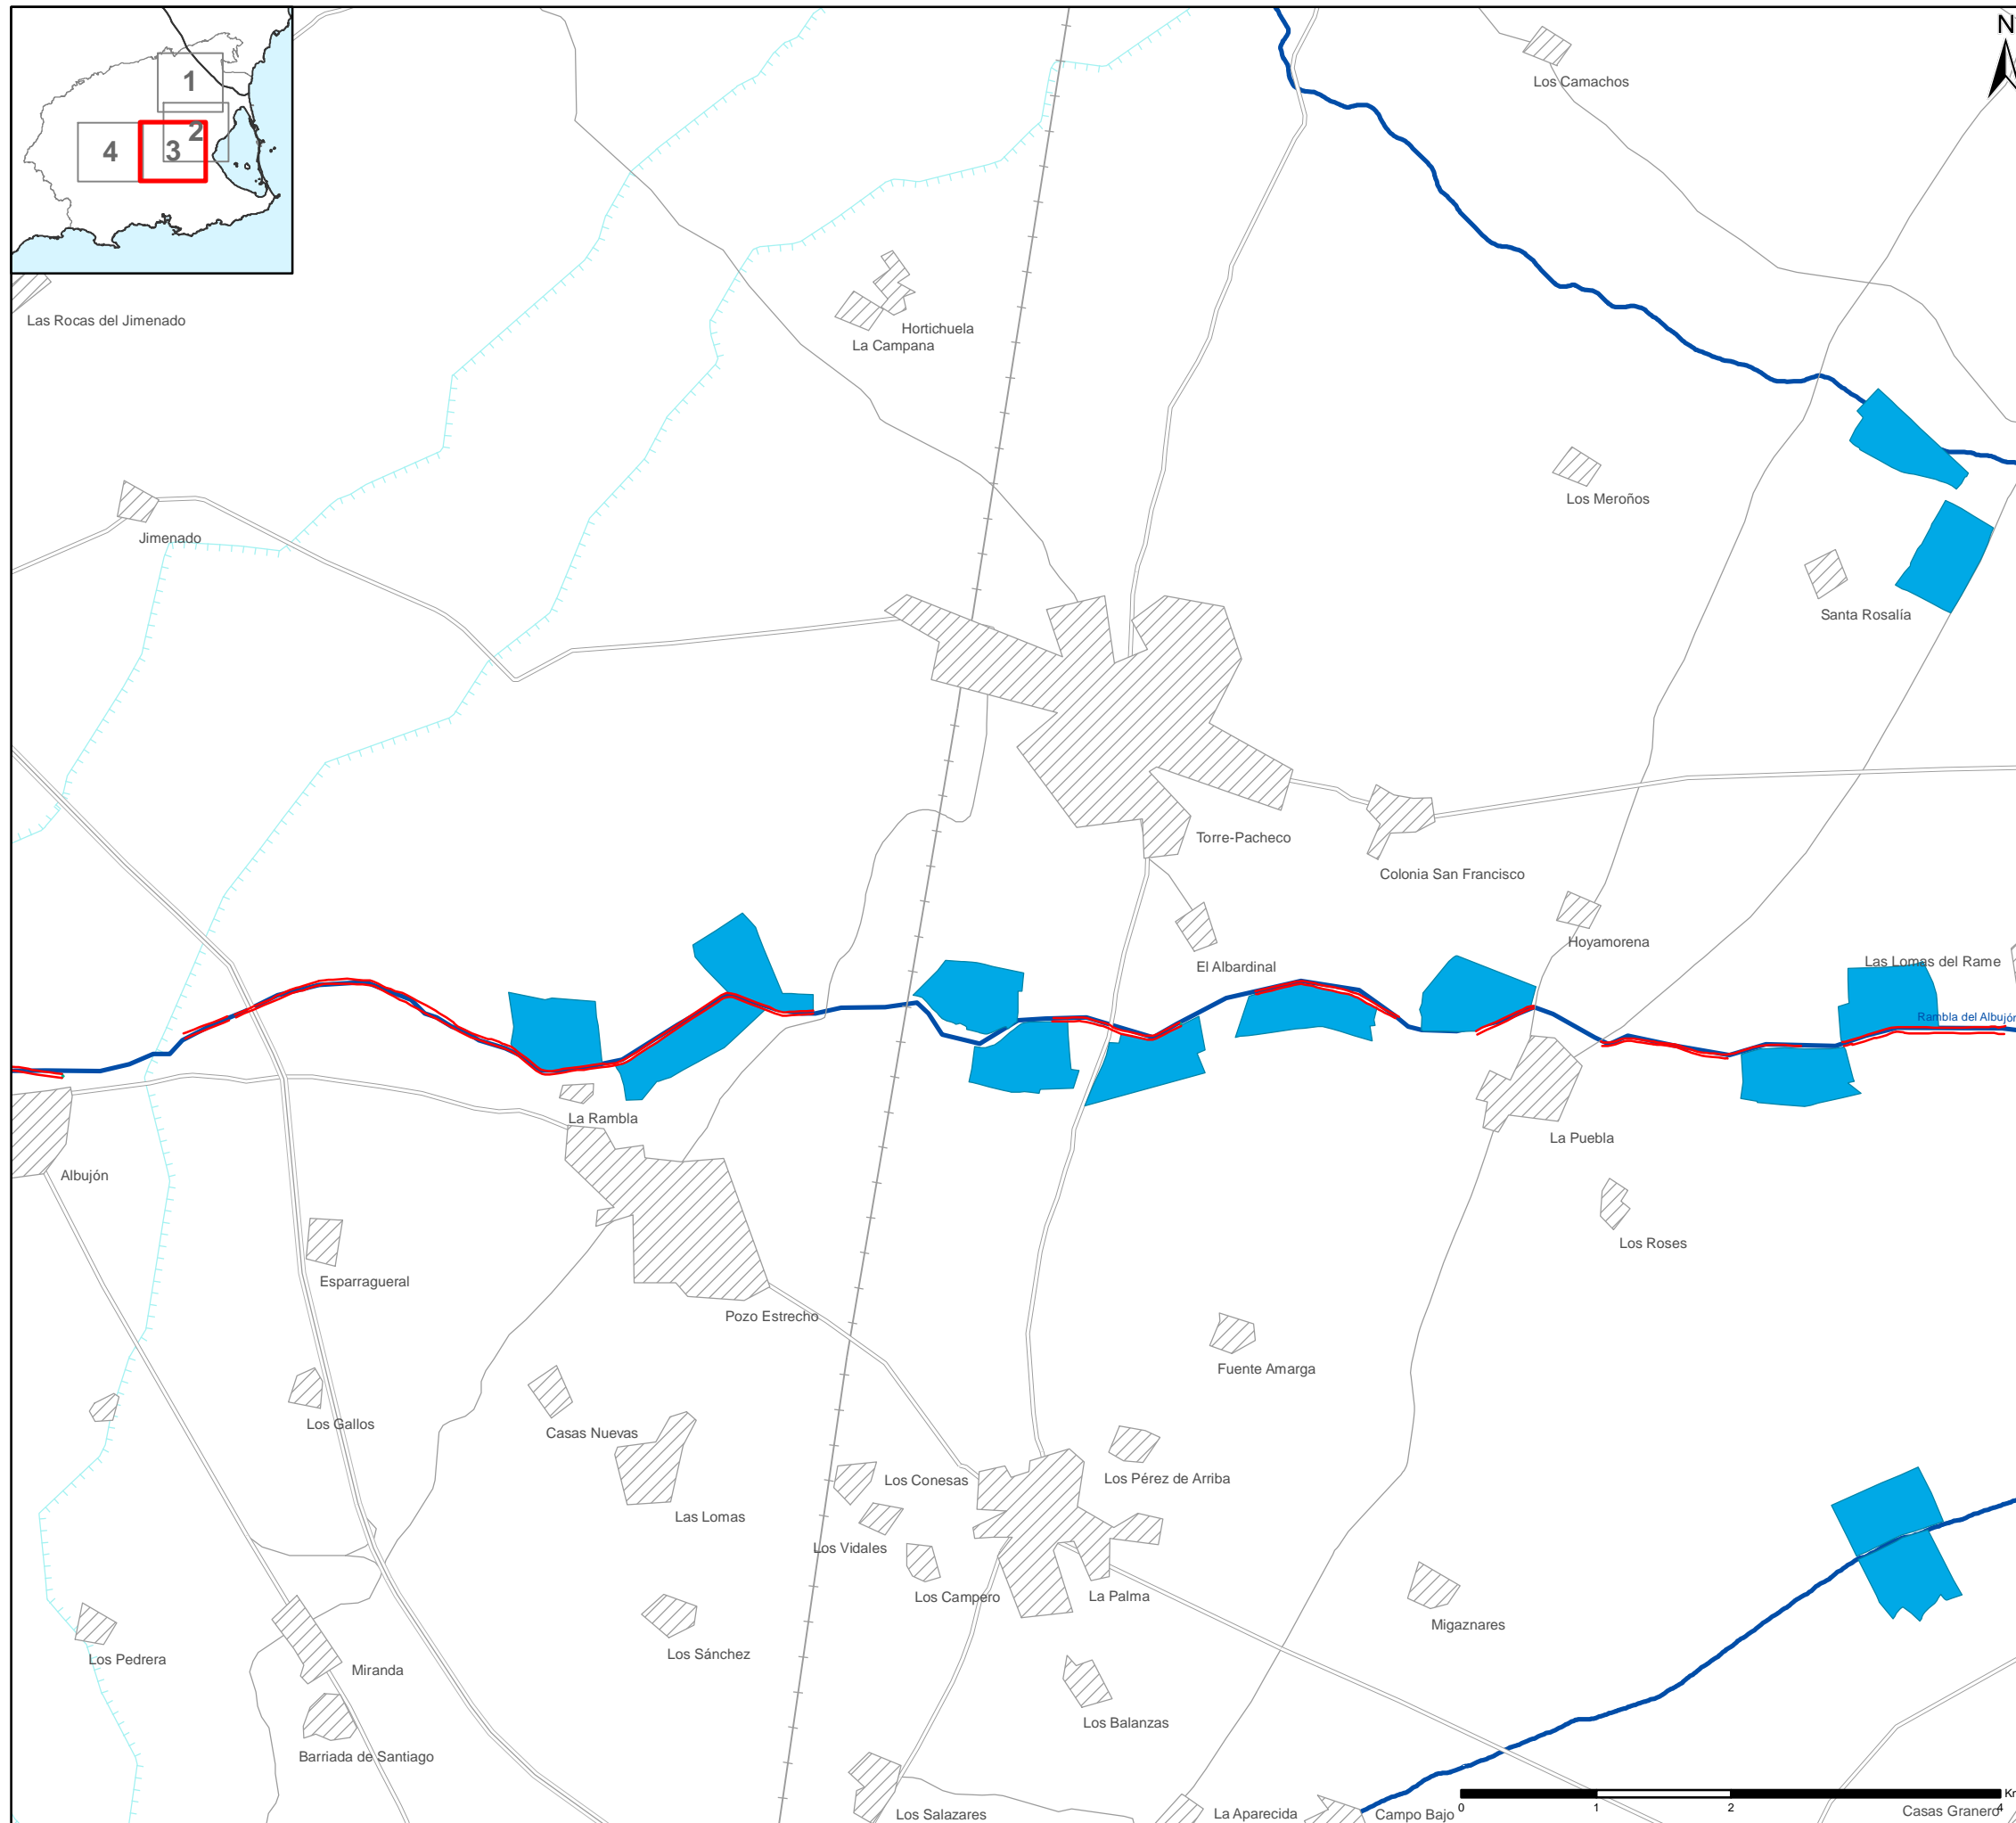 N
1
2
3
4
Los Camachos
Las Rocas del Jimenado
Hortichuela
La Campana
Los Meroños
Jimenado
Santa Rosalía
Torre-Pacheco
Colonia San Francisco
Hoyamorena
El Albardinal
Las Lomas del Rame
Rambla del Albujón
La Rambla
La Puebla
Albujón
Los Roses
Esparragueral
Pozo Estrecho
Fuente Amarga
Los Gallos
Casas Nuevas
Los Conesas
Los Pérez de Arriba
Las Lomas
Los Vidales
Los Campero
La Palma
Migaznares
Los Pedrera
Los Sánchez
Miranda
Los Balanzas
Barriada de Santiago
Los Salazares
La Aparecida
Campo Bajo
Casas Granero
0 1 2 4